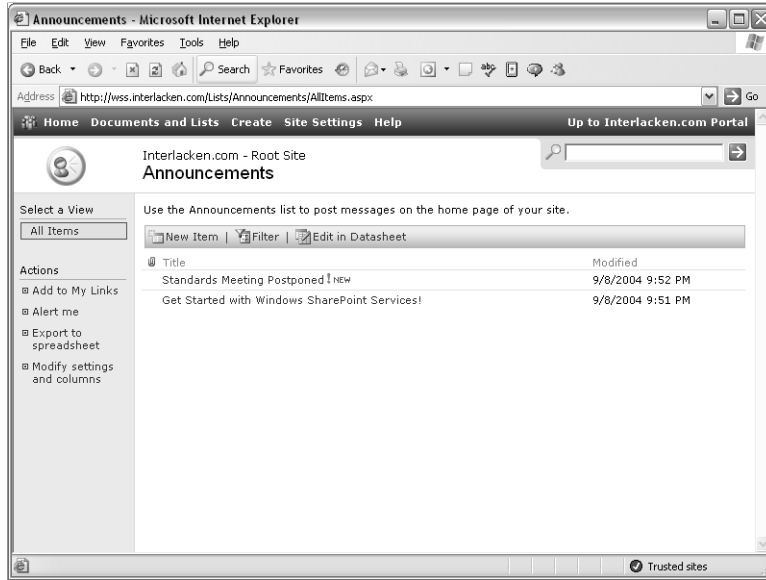 Announcements - Microsoft Internet Explorer
File Edit View Favorites Tools Help
Back Search Favorites
Address http://wss.interlacken.com/Lists/Announcements/AllItems.aspx Go
Home Documents and Lists Create Site Settings Help Up to Interlacken.com Portal
Interlacken.com - Root Site
Announcements
Select a View
All Items
Actions
Add to My Links
Alert me
Export to
spreadsheet
Modify settings
and columns
Use the Announcements list to post messages on the home page of your site.
New Item | Filter | Edit in Datasheet
Title Modified
Standards Meeting Postponed ! NEW 9/8/2004 9:52 PM
Get Started with Windows SharePoint Services! 9/8/2004 9:51 PM
Trusted sites